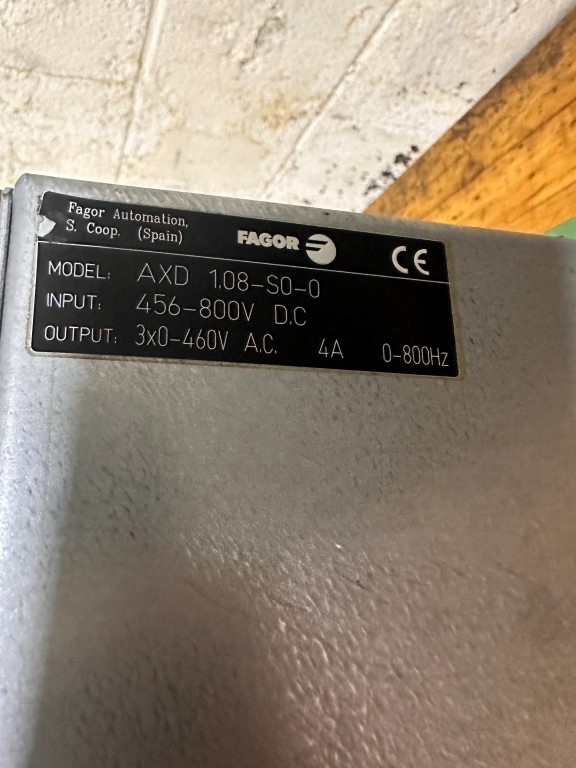 Fagor Automation,
S. Coop. (Spain)
FAGOR
CE
MODEL: AXD 1.08-S0-0
INPUT: 456-800V D.C
OUTPUT: 3x0-460V A.C. 4A 0-800Hz